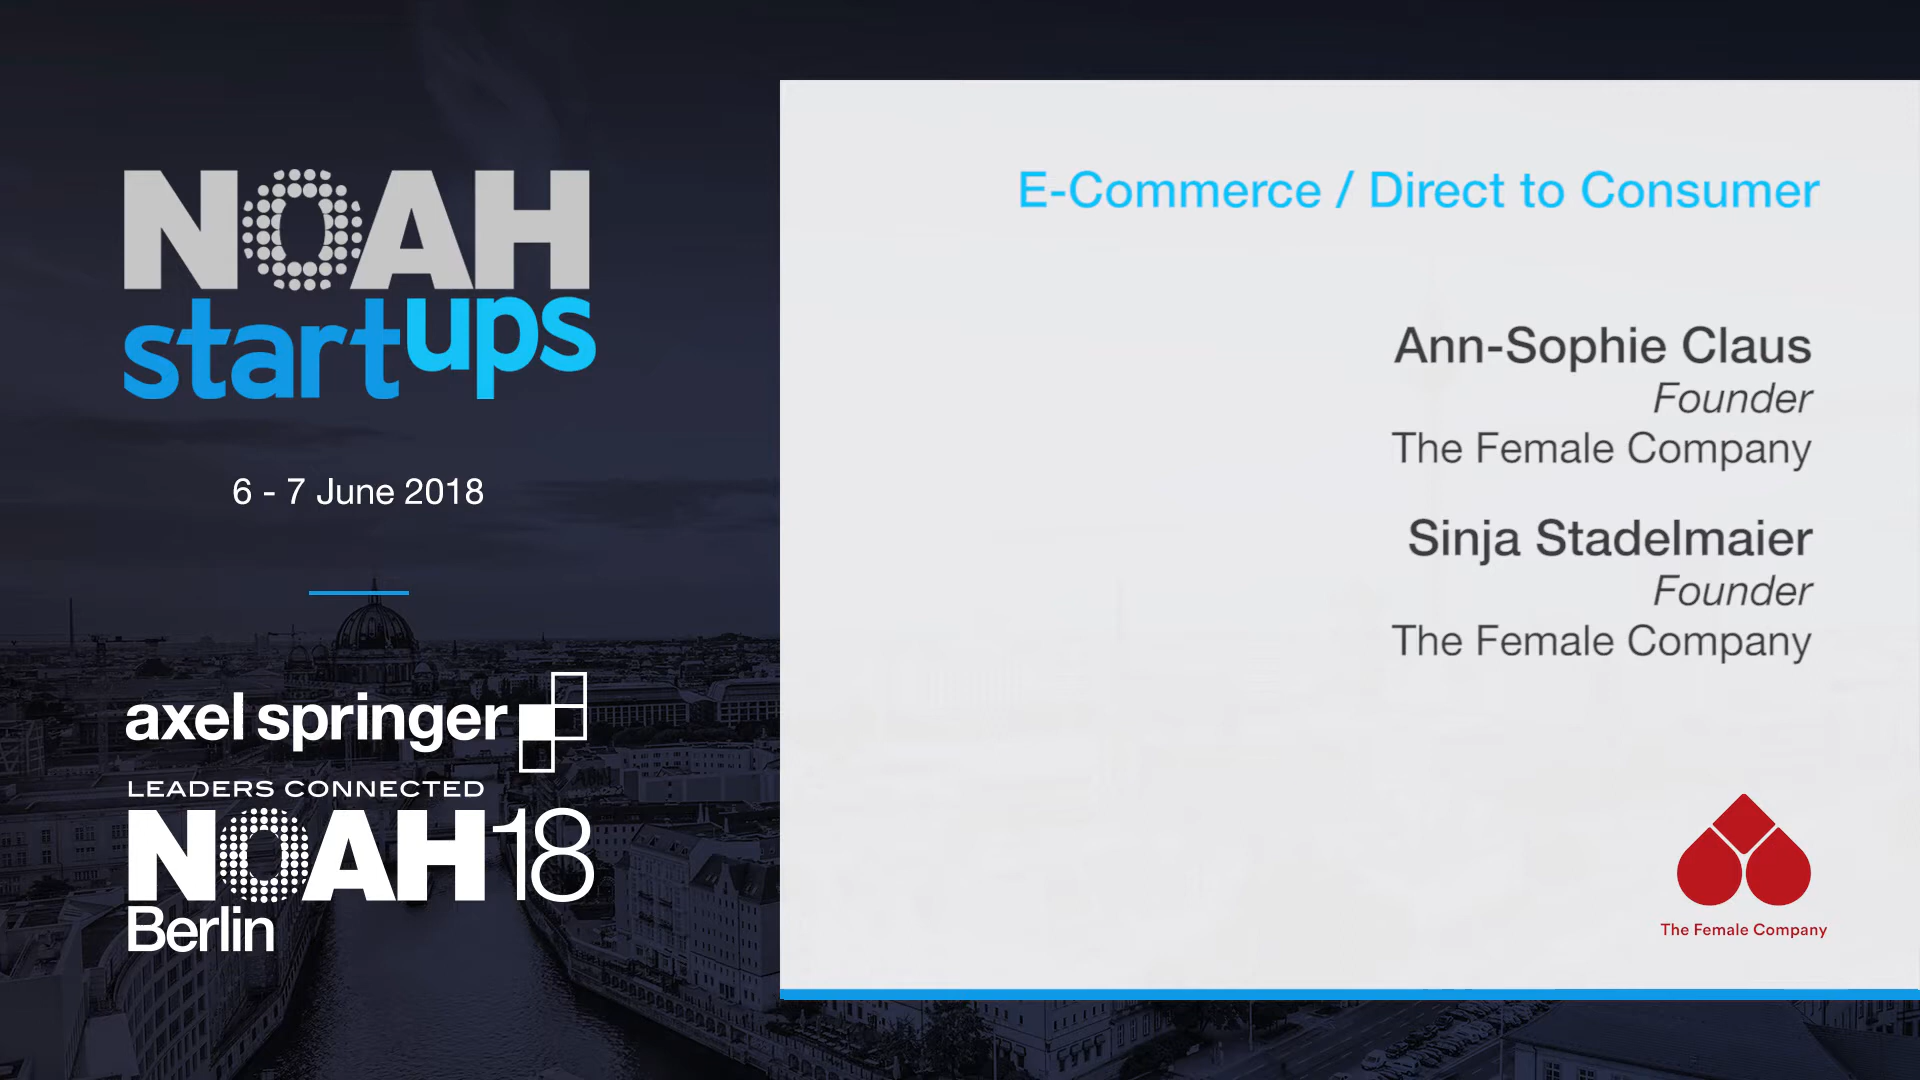 NOAH
startups
6 - 7 June 2018
axel springer
LEADERS CONNECTED
NOAH18
Berlin
E-Commerce / Direct to Consumer
Ann-Sophie Claus
Founder
The Female Company
Sinja Stadelmaier
Founder
The Female Company
The Female Company